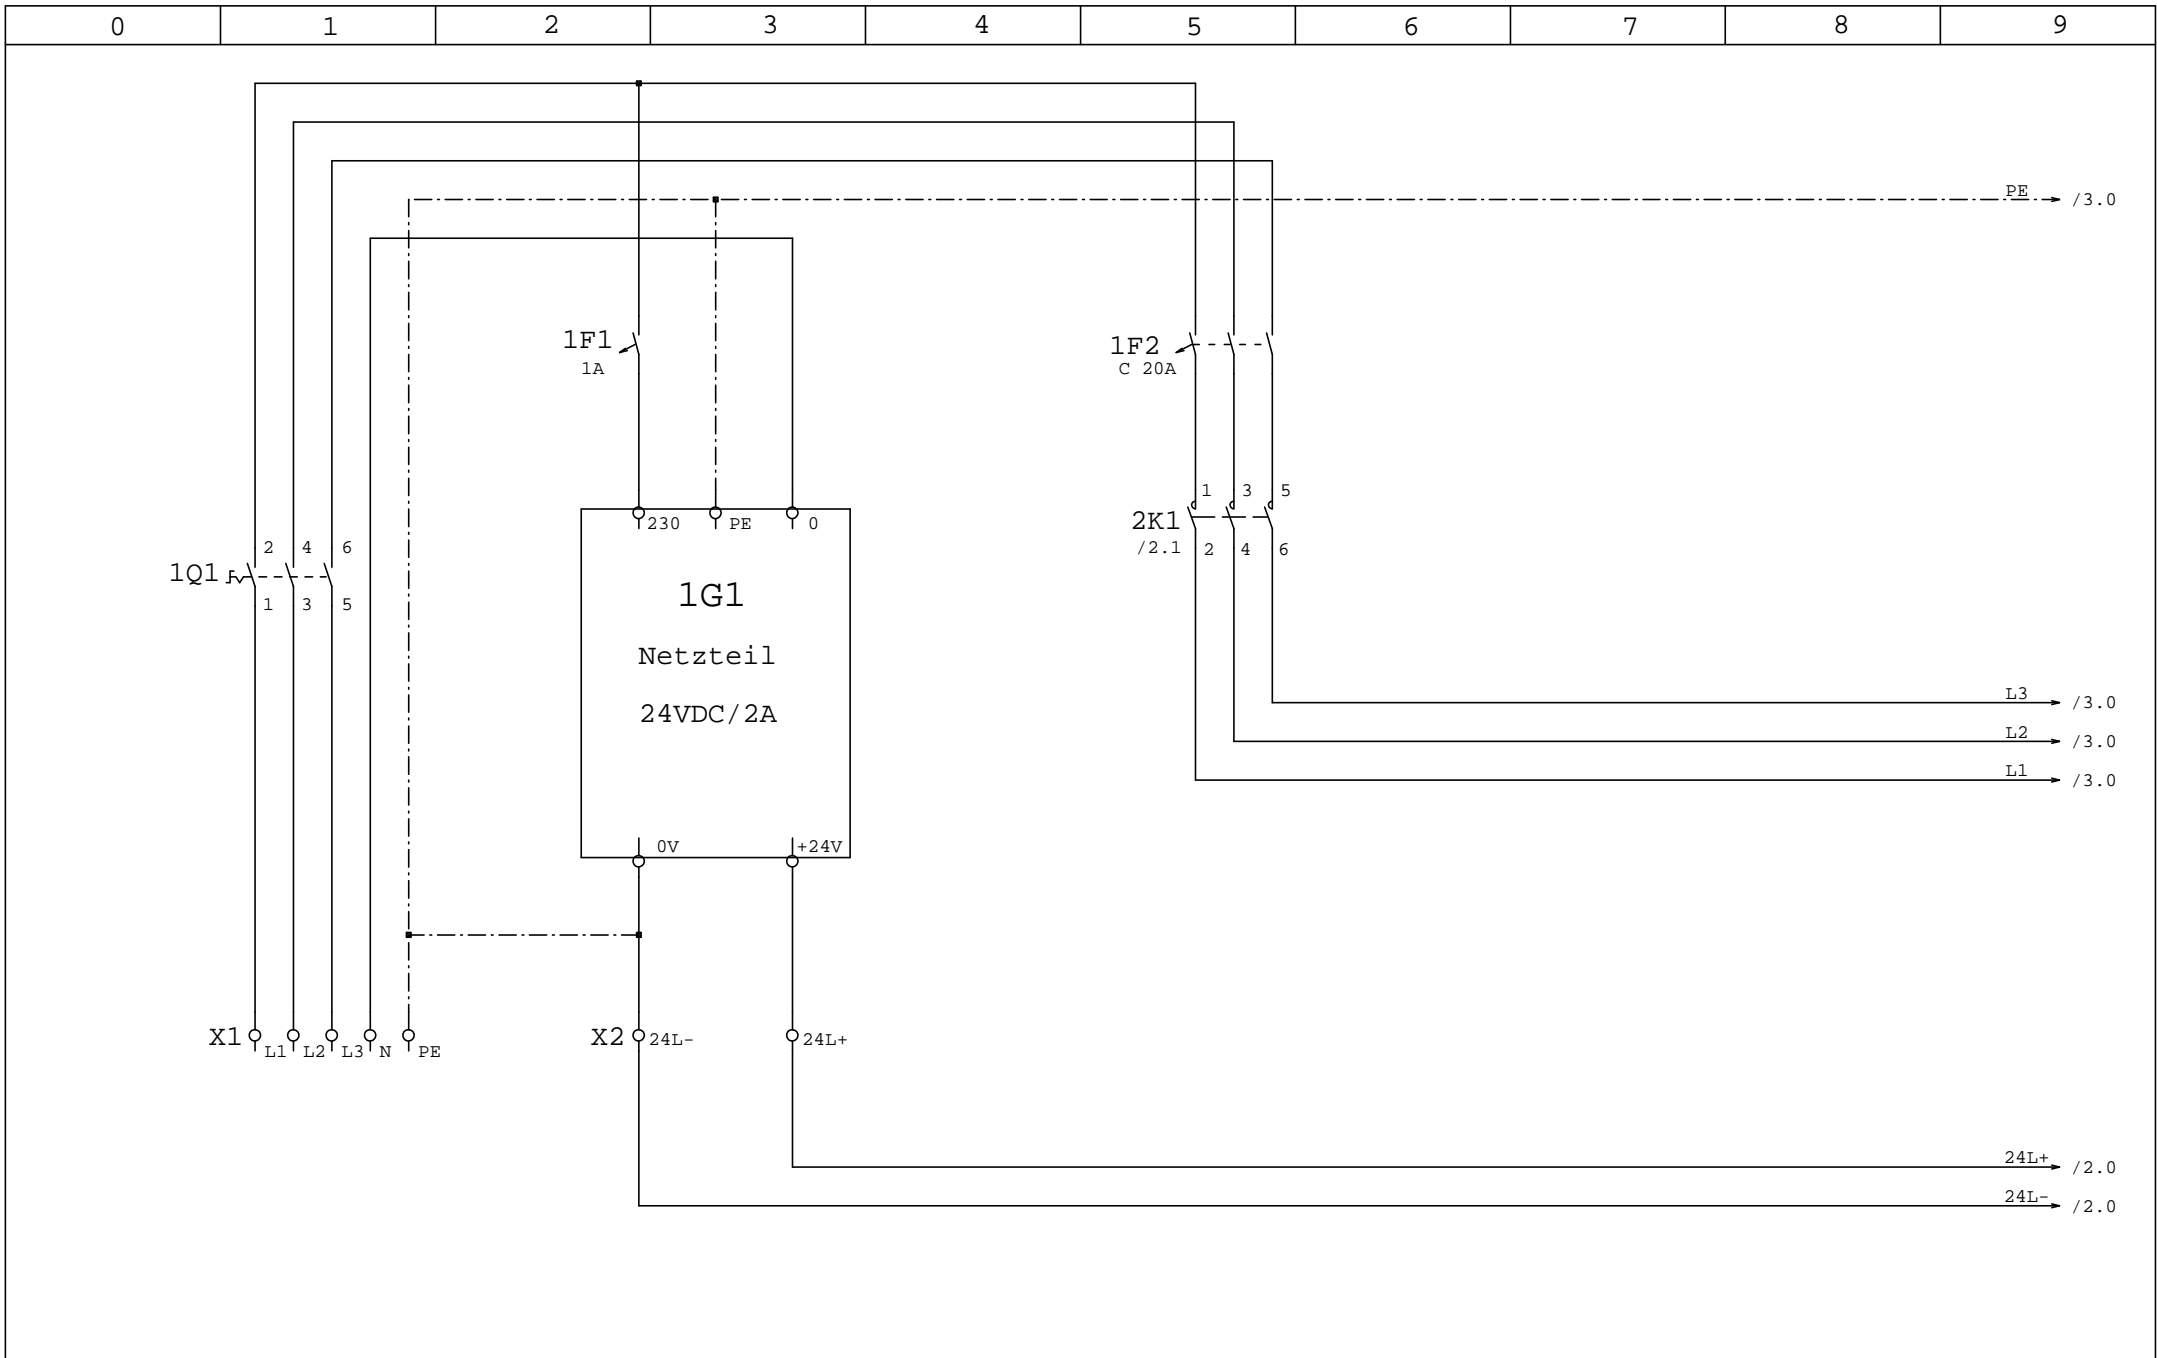 0 1 2 3 4 5 6 7 8 9
PE /3.0
1F1
1A
1F2
C 20A
230 PE 0
1 3 5
2K1
/2.1 2 4 6
2 4 6
1Q1
1 3 5
1G1
Netzteil
24VDC/2A
L3 /3.0
L2 /3.0
L1 /3.0
0V +24V
X1 L1 L2 L3 N PE
X2 24L- 24L+
24L+ /2.0
24L- /2.0